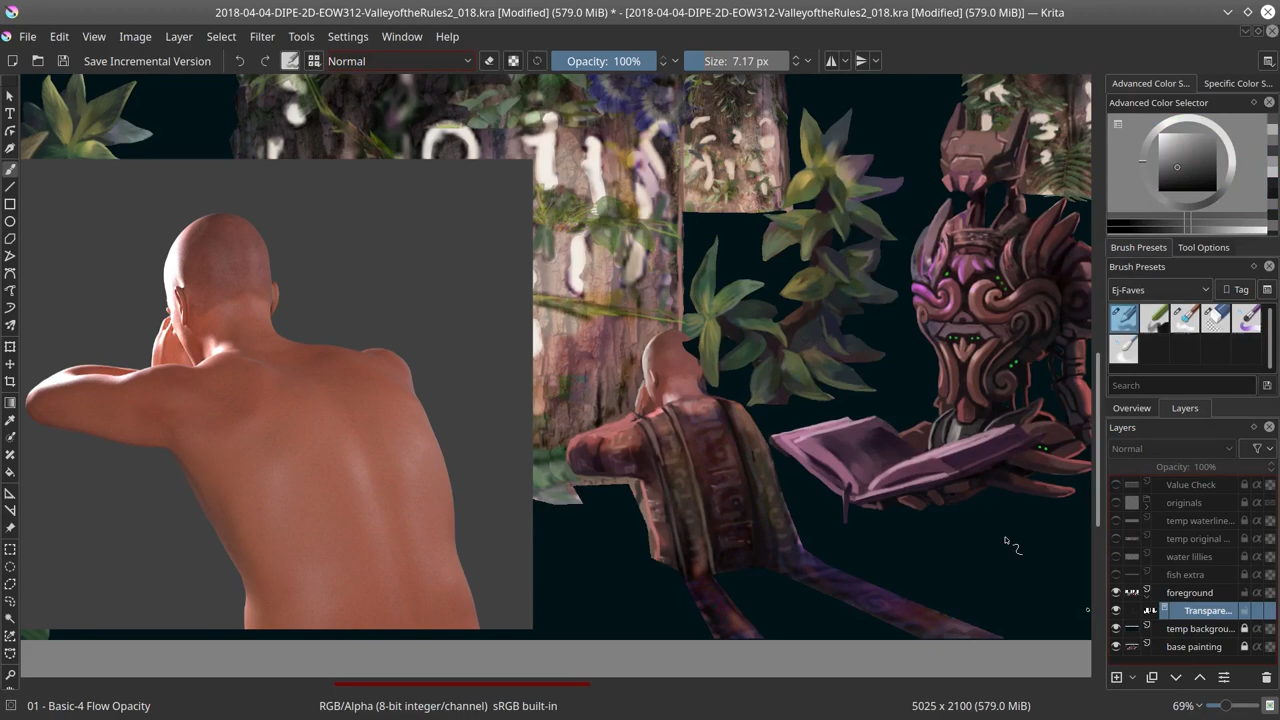 2018-04-04-DIPE-2D-EOW312-ValleyoftheRules2_018.kra [Modified] (579.0 MiB) * - [2018-04-04-DIPE-2D-EOW312-ValleyoftheRules2_018.kra [Modified] (579.0 MiB)] — Krita
File Edit View Image Layer Select Filter Tools Settings Window Help
Save Incremental Version Normal Opacity: 100% Size: 7.17 px
Advanced Color S... Specific Color S...
Advanced Color Selector
Brush Presets Tool Options
Brush Presets
Ej-Faves Tag
Search
Overview Layers
Layers
Normal
Opacity: 100%
Value Check
originals
temp waterline...
temp original ...
water lillies
fish extra
foreground
Transpare...
temp backgrou...
base painting
01 - Basic-4 Flow Opacity RGB/Alpha (8-bit integer/channel) sRGB built-in 5025 x 2100 (579.0 MiB) 69%